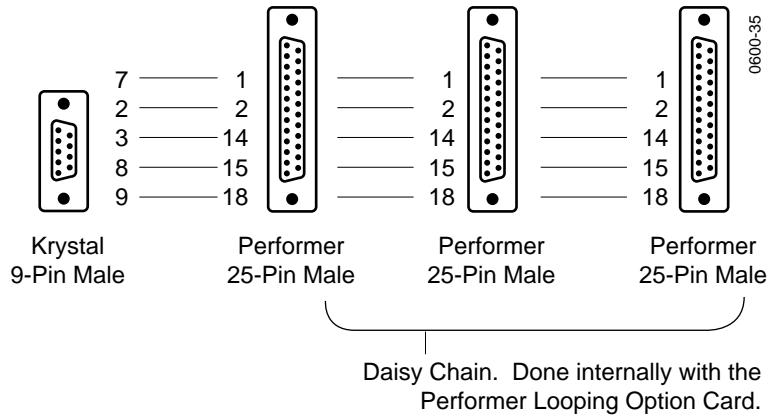 0600-35
7 1 1 1
2 2 2 2
3 14 14 14
8 15 15 15
9 18 18 18
Krystal Performer Performer Performer
9-Pin Male 25-Pin Male 25-Pin Male 25-Pin Male
Daisy Chain. Done internally with the
Performer Looping Option Card.